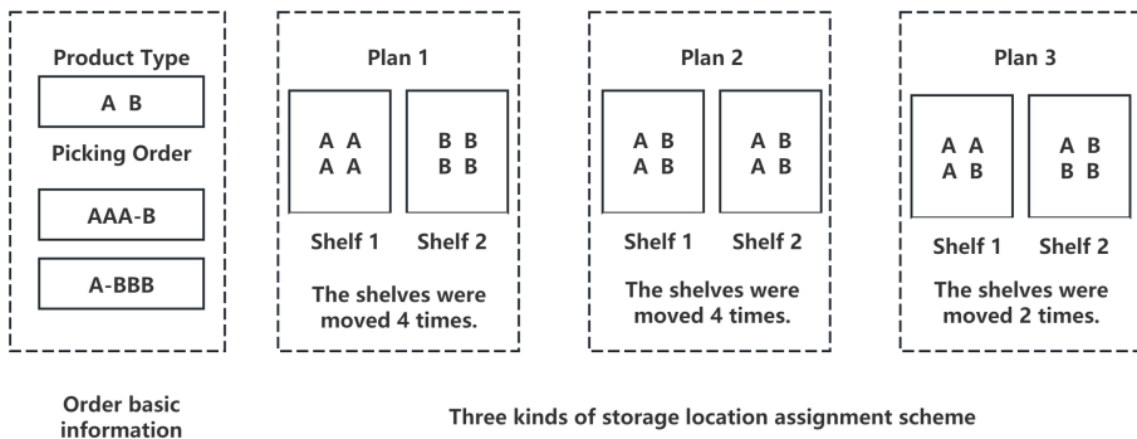 Product Type
A B
Picking Order
AAA-B
A-BBB
Order basic
information
Plan 1
A A
A A
B B
B B
Shelf 1
Shelf 2
The shelves were
moved 4 times.
Plan 2
A B
A B
A B
A B
Shelf 1
Shelf 2
The shelves were
moved 4 times.
Plan 3
A A
A B
A B
B B
Shelf 1
Shelf 2
The shelves were
moved 2 times.
Three kinds of storage location assignment scheme